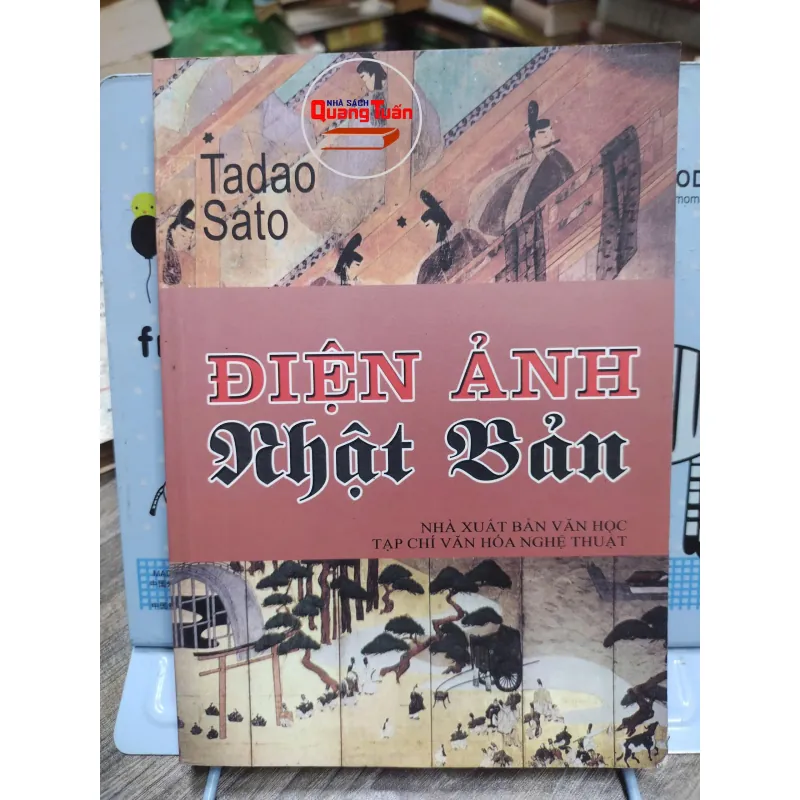 NHÀ SÁCH
Quang Tuấn
Tadao
Sato
ĐIỆN ẢNH
Nhật Bản
NHÀ XUẤT BẢN VĂN HỌC
TẠP CHÍ VĂN HÓA NGHỆ THUẬT